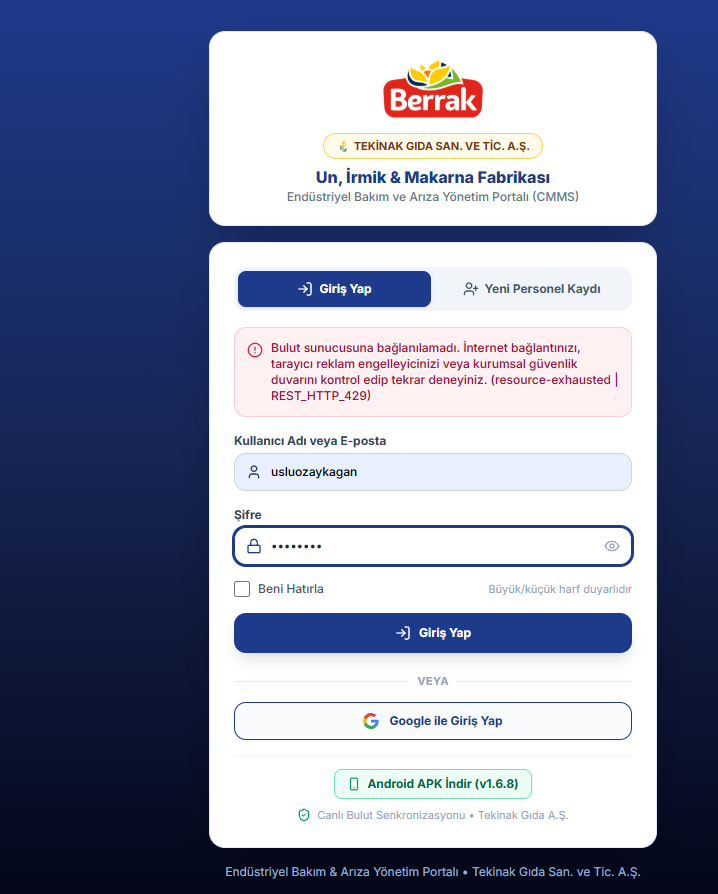 Berrak
TEKİNAK GIDA SAN. VE TİC. A.Ş.
Un, İrmik & Makarna Fabrikası
Endüstriyel Bakım ve Arıza Yönetim Portalı (CMMS)
Giriş Yap
Yeni Personel Kaydı
Bulut sunucusuna bağlanılamadı. İnternet bağlantınızı,
tarayıcı reklam engelleyicinizi veya kurumsal güvenlik
duvarını kontrol edip tekrar deneyiniz. (resource-exhausted |
REST_HTTP_429)
Kullanıcı Adı veya E-posta
usluozaykagan
Şifre
••••••••
Beni Hatırla
Büyük/küçük harf duyarlıdır
Giriş Yap
VEYA
Google ile Giriş Yap
Android APK İndir (v1.6.8)
Canlı Bulut Senkronizasyonu • Tekinak Gıda A.Ş.
Endüstriyel Bakım & Arıza Yönetim Portalı • Tekinak Gıda San. ve Tic. A.Ş.